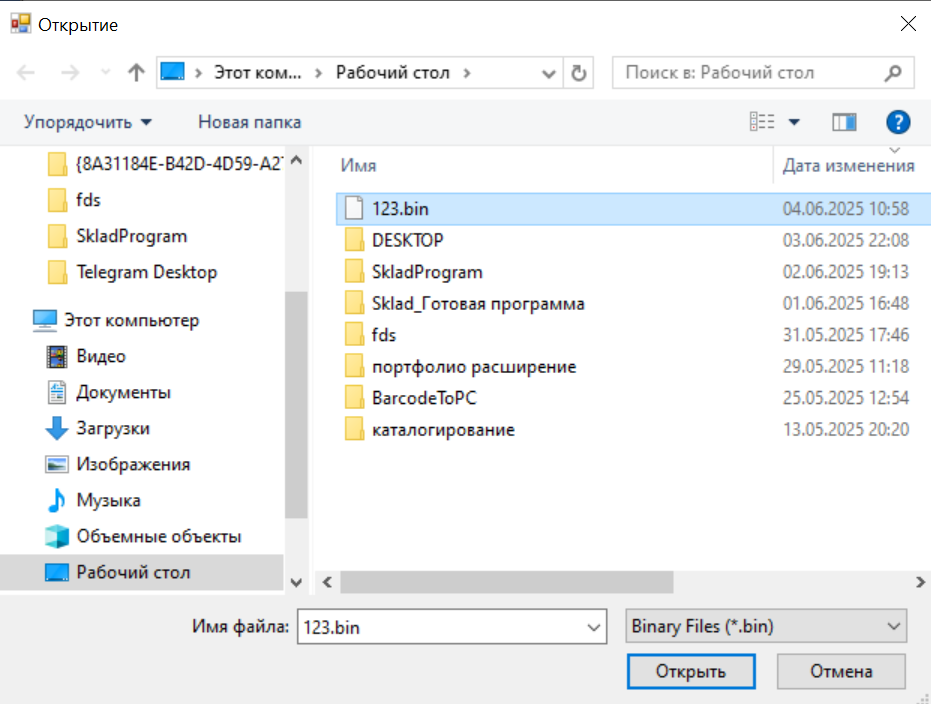 Открытие
Этот ком... Рабочий стол
Поиск в: Рабочий стол
Упорядочить Новая папка
?
{8A31184E-B42D-4D59-A27
fds
SkladProgram
Telegram Desktop
Этот компьютер
Видео
Документы
Загрузки
Изображения
Музыка
Объемные объекты
Рабочий стол
Имя Дата изменения
123.bin 04.06.2025 10:58
DESKTOP 03.06.2025 22:08
SkladProgram 02.06.2025 19:13
Sklad_Готовая программа 01.06.2025 16:48
fds 31.05.2025 17:46
портфолио расширение 29.05.2025 11:18
BarcodeToPC 25.05.2025 12:54
каталогирование 13.05.2025 20:20
Имя файла: 123.bin Binary Files (*.bin)
Открыть Отмена